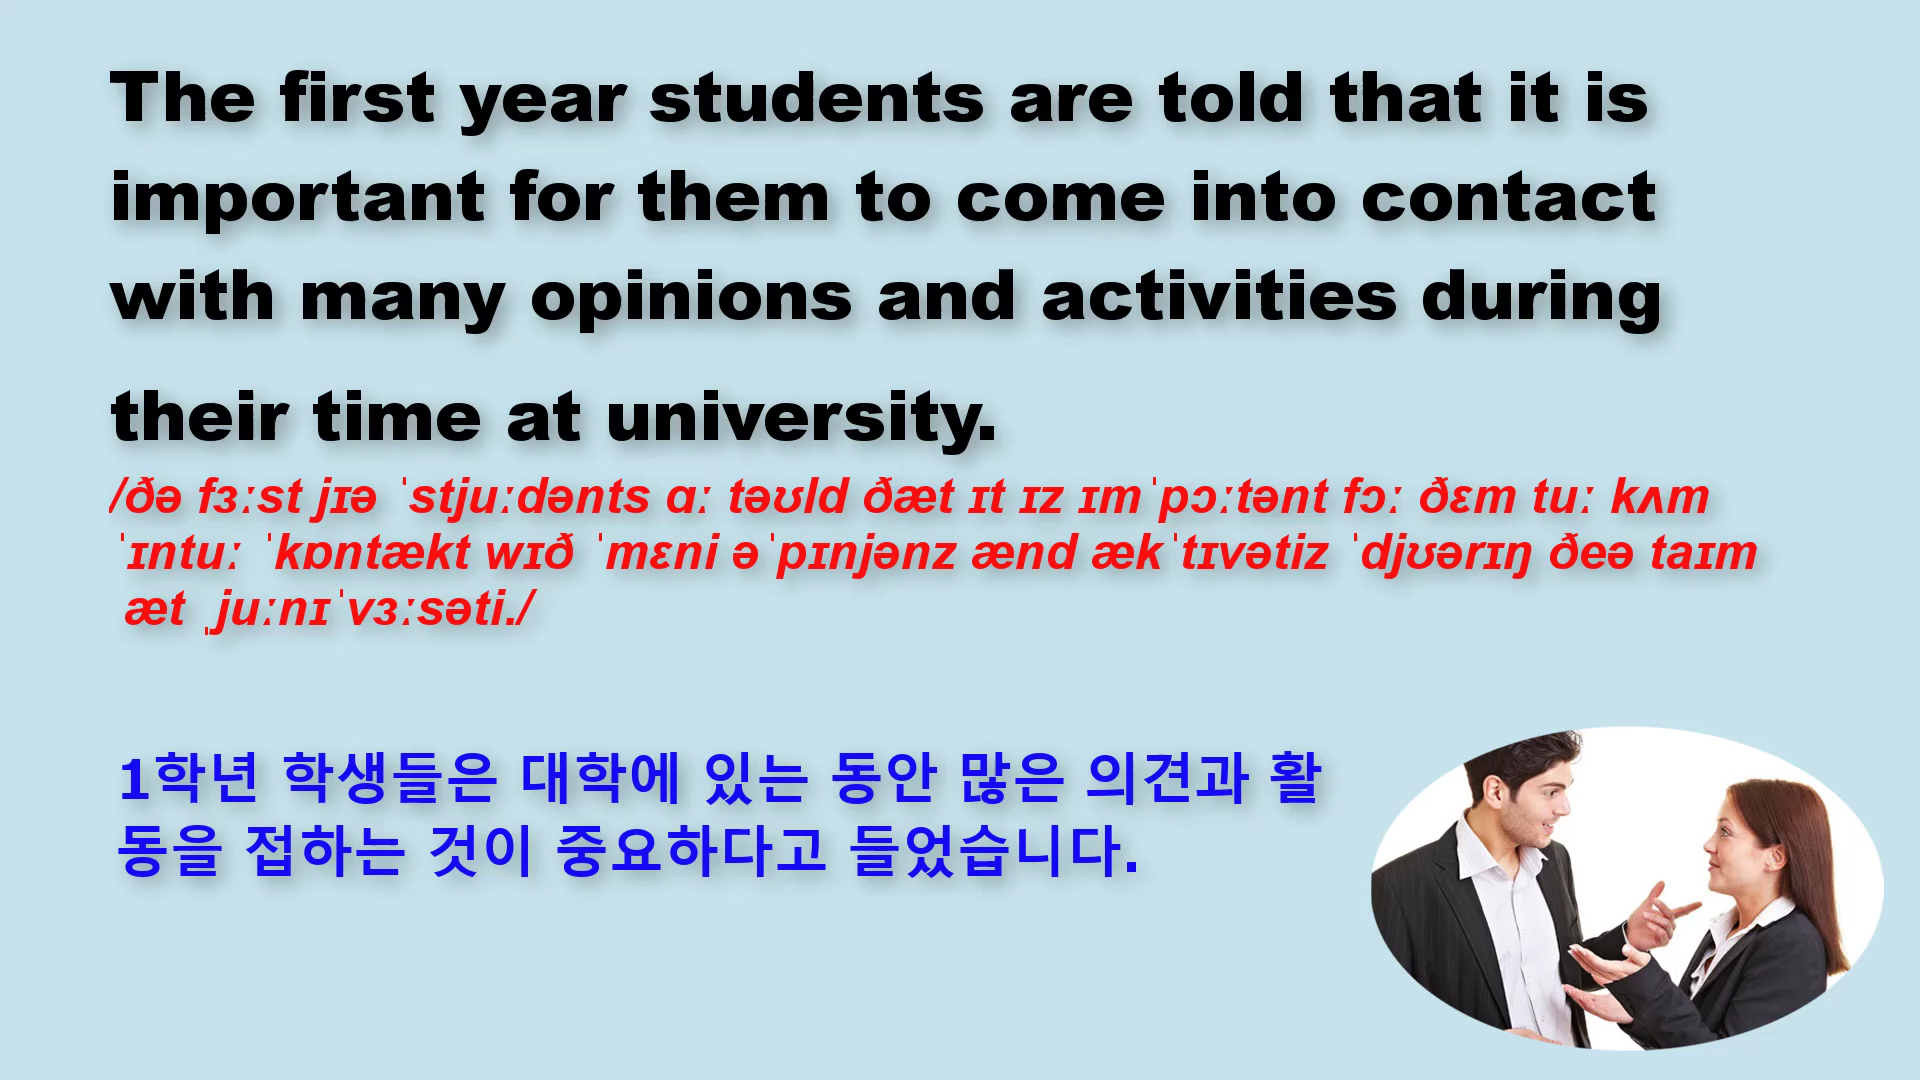 The first year students are told that it is
important for them to come into contact
with many opinions and activities during
their time at university.
/ðə fɜːst jɪə ˈstjuːdənts ɑː təʊld ðæt ɪt ɪz ɪmˈpɔːtənt fɔː ðɛm tuː kʌm
ˈɪntuː ˈkɒntækt wɪð ˈmɛni əˈpɪnjənz ænd ækˈtɪvətiz ˈdjʊərɪŋ ðeə taɪm
æt ˌjuːnɪˈvɜːsəti./
1학년 학생들은 대학에 있는 동안 많은 의견과 활
동을 접하는 것이 중요하다고 들었습니다.